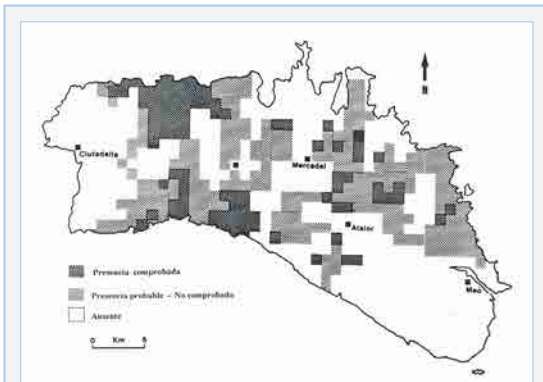 N
Ciutadella
Mercadal
Alaior
Maó
Presencia comprobada
Presencia probable - No comprobada
Ausente
0 Km 5